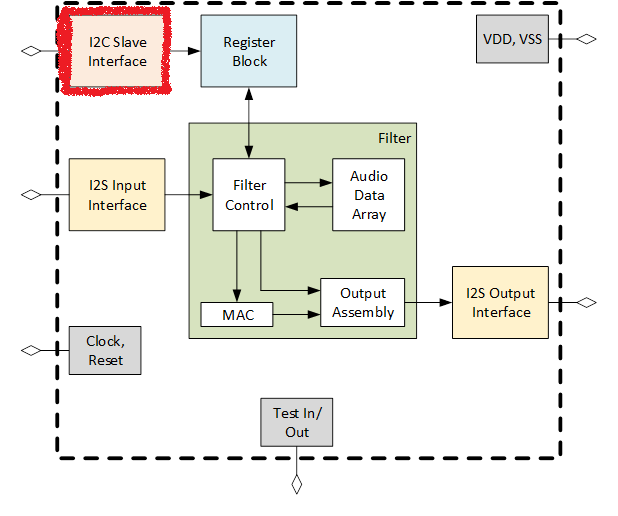 I2C Slave
Interface
Register
Block
VDD, VSS
Filter
I2S Input
Interface
Filter
Control
Audio
Data
Array
MAC
Output
Assembly
I2S Output
Interface
Clock,
Reset
Test In/
Out